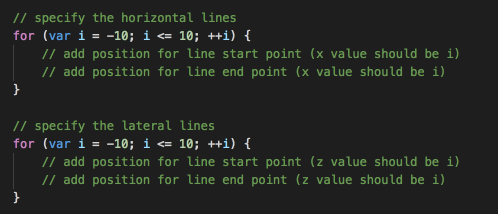 // specify the horizontal lines
for (var i = -10; i <= 10; ++i) {
    // add position for line start point (x value should be i)
    // add position for line end point (x value should be i)
}

// specify the lateral lines
for (var i = -10; i <= 10; ++i) {
    // add position for line start point (z value should be i)
    // add position for line end point (z value should be i)
}